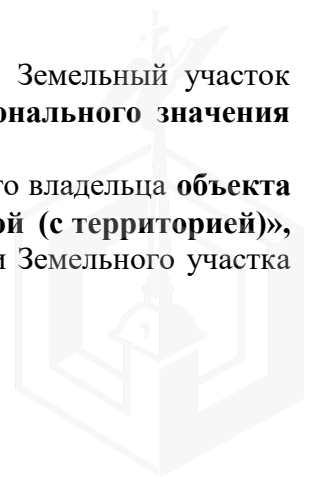 Земельный участок
онального значения
го владельца объекта
ой (с территорией)»,
и Земельного участка